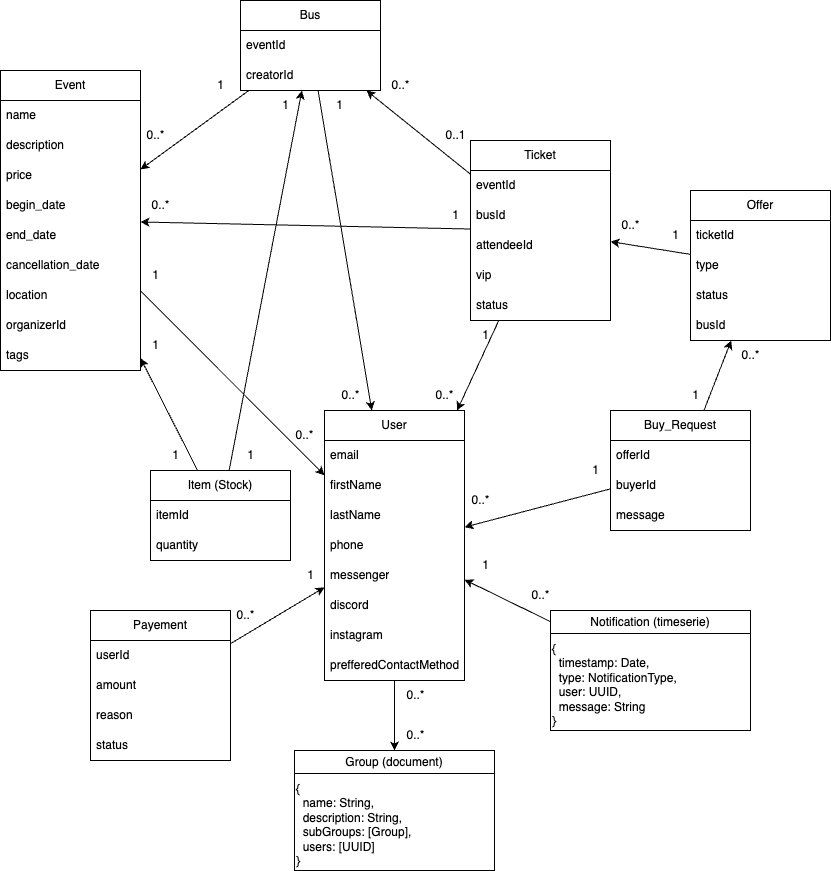 Bus
eventId
creatorId
Event
name
description
price
begin_date
end_date
cancellation_date
location
organizerId
tags
1
0..*
1
1
0..*
0..1
Ticket
eventId
busId
attendeeId
vip
status
0..*
1
Offer
ticketId
type
status
busId
0..*
1
1
1
0..*
1
0..*
0..*
0..*
1
1
1
Item (Stock)
itemId
quantity
User
email
firstName
lastName
phone
messenger
discord
instagram
prefferedContactMethod
Buy_Request
offerId
buyerId
message
1
0..*
1
0..*
1
0..*
Payement
userId
amount
reason
status
Notification (timeserie)
{
timestamp: Date,
type: NotificationType,
user: UUID,
message: String
}
0..*
0..*
Group (document)
{
name: String,
description: String,
subGroups: [Group],
users: [UUID]
}